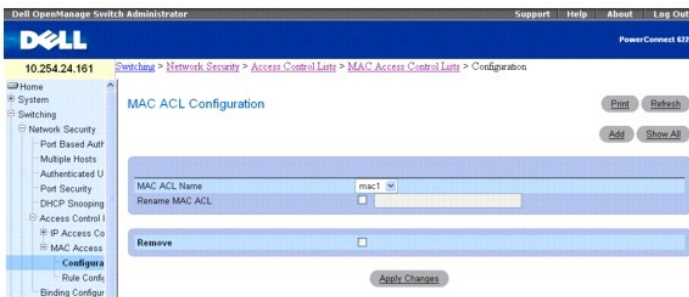 Dell OpenManage Switch Administrator
Support Help About Log Out
DELL
PowerConnect 622
10.254.24.161
Switching > Network Security > Access Control Lists > MAC Access Control Lists > Configuration
Home
System
Switching
Network Security
Port Based Auth
Multiple Hosts
Authenticated U
Port Security
DHCP Snooping
Access Control l
IP Access Co
MAC Access
Configura
Rule Config
Binding Configur
MAC ACL Configuration
Print Refresh
Add Show All
MAC ACL Name mac1
Rename MAC ACL
Remove
Apply Changes